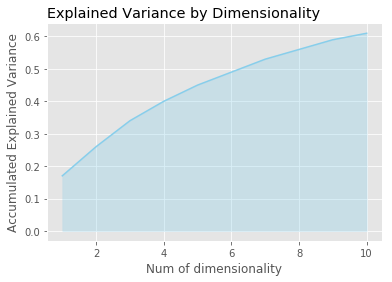 Explained Variance by Dimensionality
Accumulated Explained Variance
0.6
0.5
0.4
0.3
0.2
0.1
0.0
2 4 6 8 10
Num of dimensionality